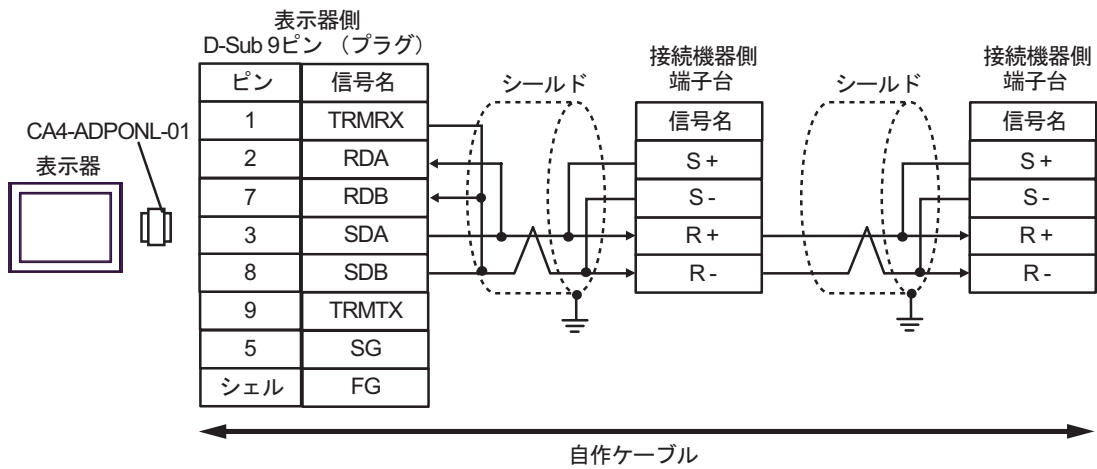 表示器側
D-Sub 9ピン （プラグ）
接続機器側
端子台
接続機器側
端子台
ピン 信号名
シールド
信号名
シールド
信号名
CA4-ADPONL-01
表示器
1 TRMRX
2 RDA
S+
S+
7 RDB
S-
S-
3 SDA
R+
R+
8 SDB
R-
R-
9 TRMTX
5 SG
シェル FG
自作ケーブル